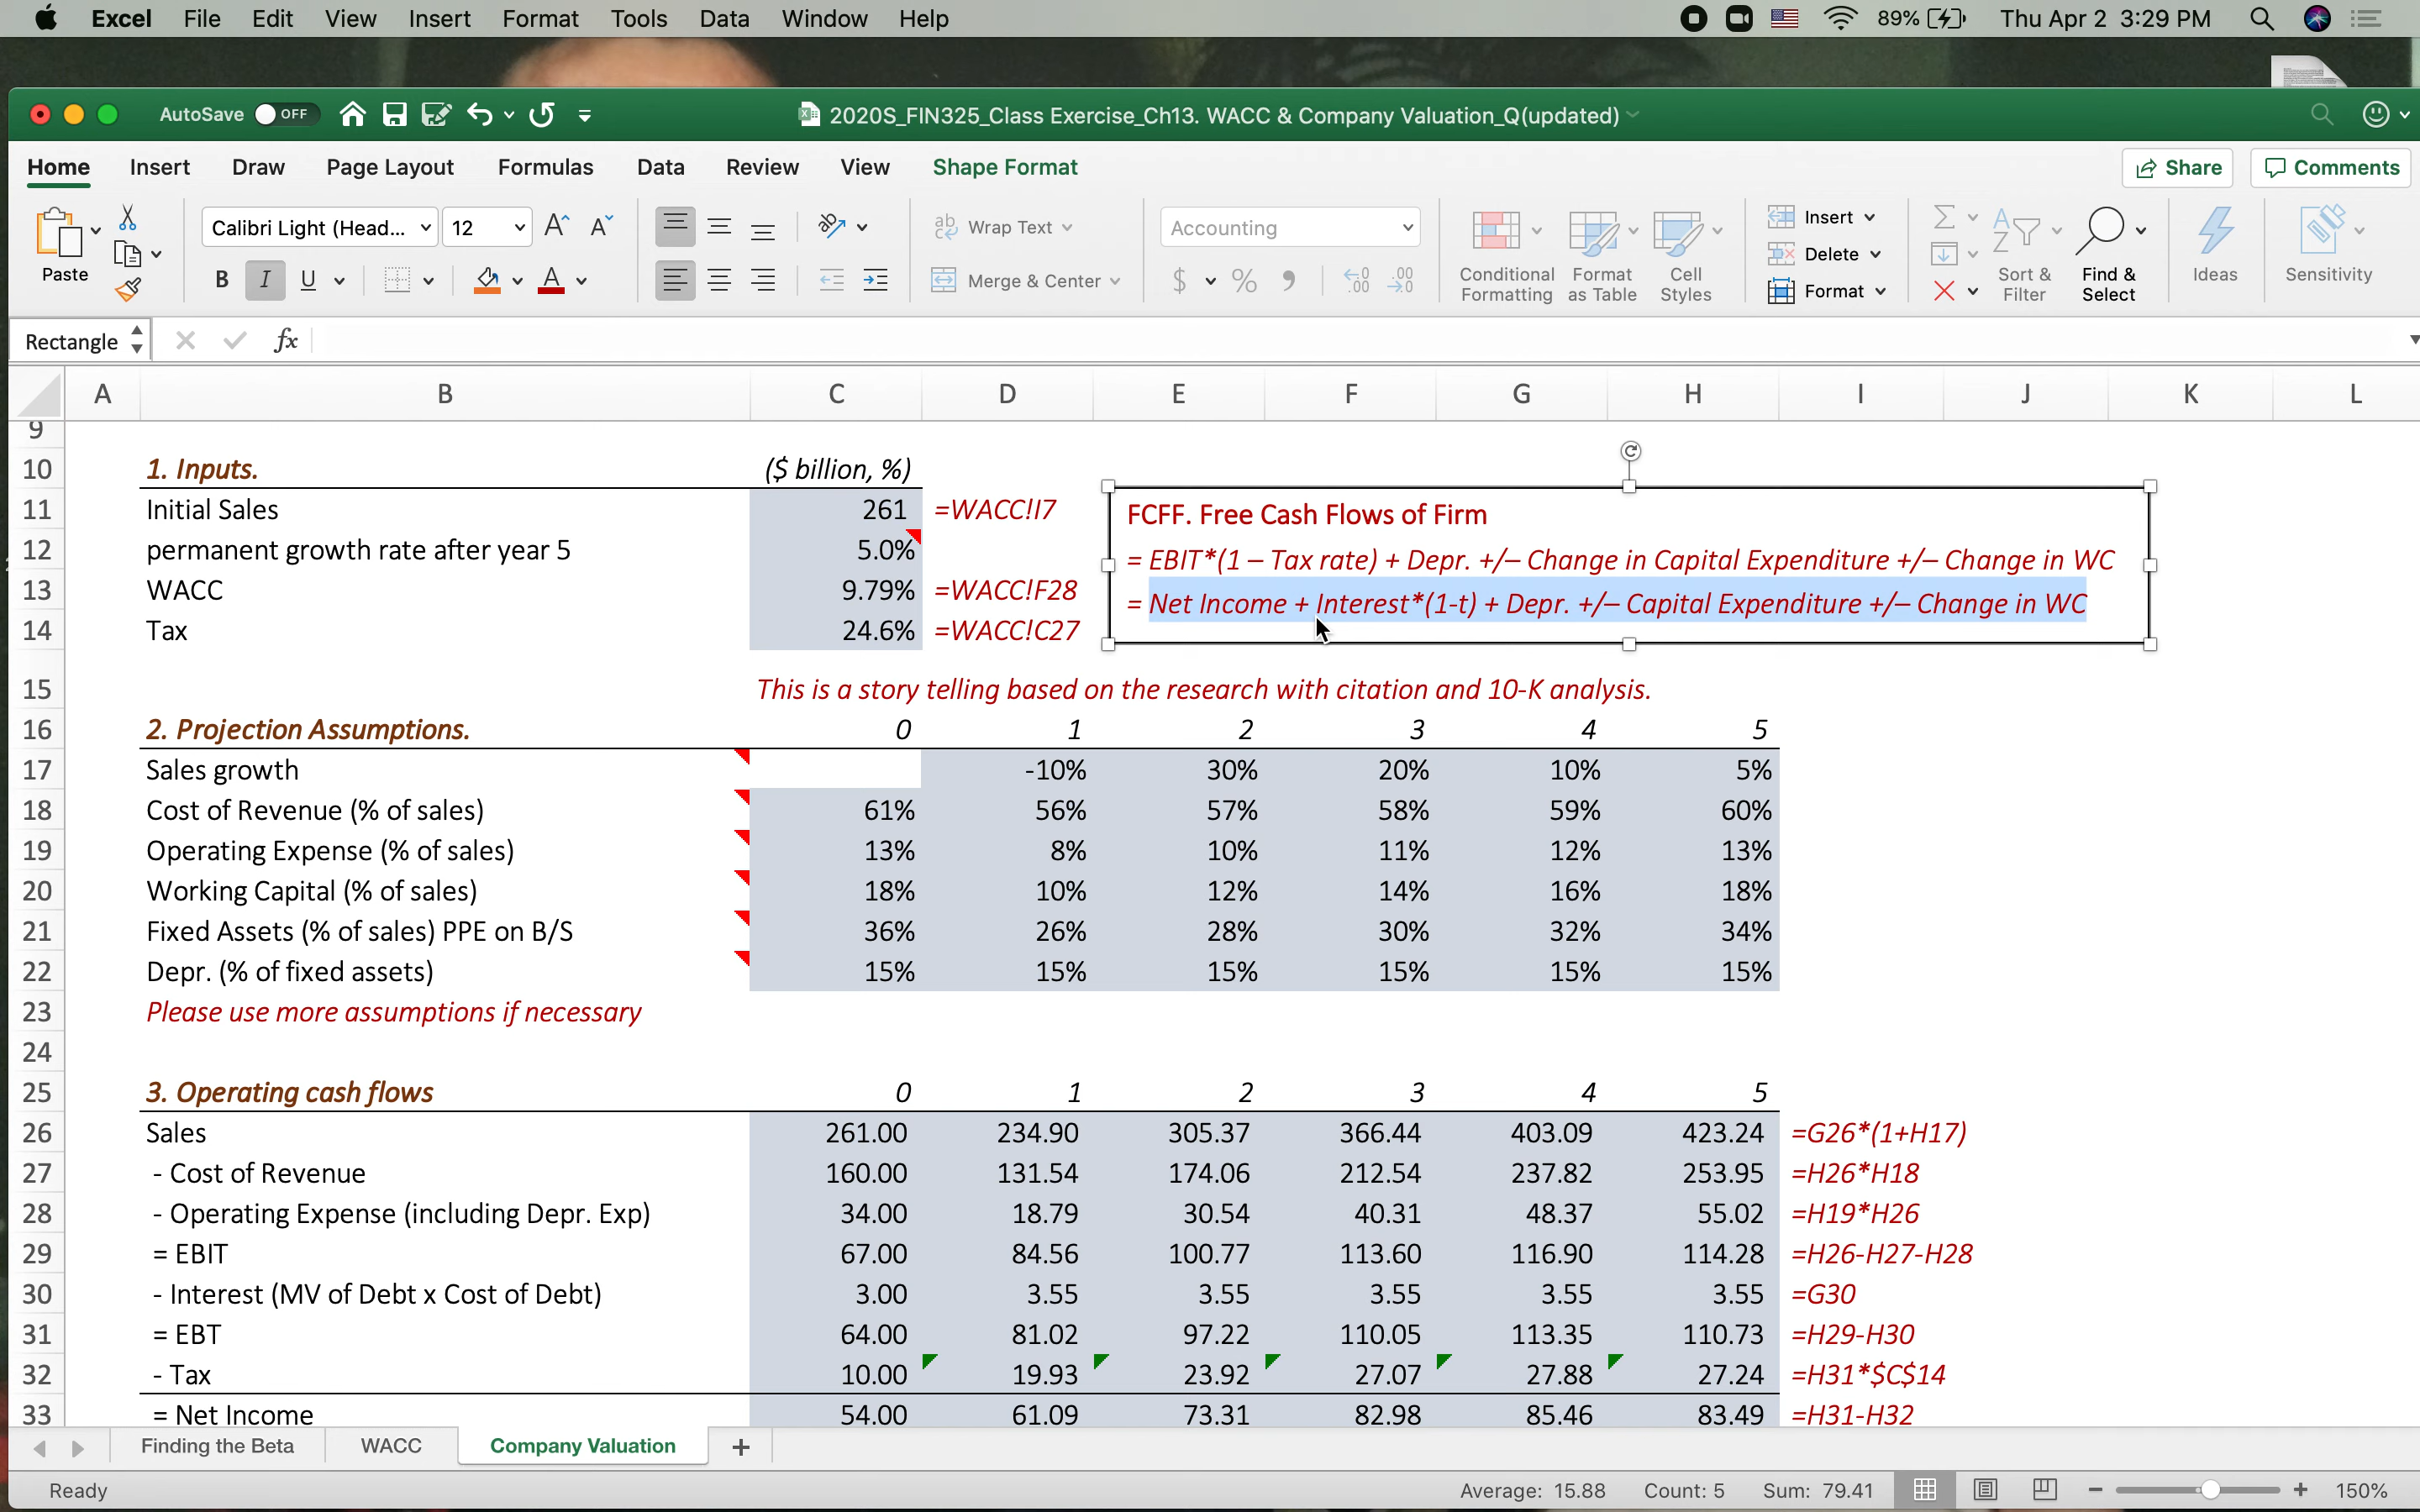 Excel File Edit View Insert Format Tools Data Window Help 89% Thu Apr 2 3:29 PM
AutoSave OFF 2020S_FIN325_Class Exercise_Ch13. WACC & Company Valuation_Q(updated)
Home Insert Draw Page Layout Formulas Data Review View Shape Format Share Comments
Calibri Light (Head... 12 Wrap Text Accounting Insert
Paste B I U Merge & Center $ % Delete
Conditional Formatting Format as Table Cell Styles Format Sort & Filter Find & Select Ideas Sensitivity
Rectangle fx
A B C D E F G H I J K L
9
10 1. Inputs. ($ billion, %)
11 Initial Sales 261 =WACC!I7 FCFF. Free Cash Flows of Firm
12 permanent growth rate after year 5 5.0% = EBIT*(1 – Tax rate) + Depr. +/– Change in Capital Expenditure +/– Change in WC
13 WACC 9.79% =WACC!F28 = Net Income + Interest*(1-t) + Depr. +/– Capital Expenditure +/– Change in WC
14 Tax 24.6% =WACC!C27
15 This is a story telling based on the research with citation and 10-K analysis.
16 2. Projection Assumptions. 0 1 2 3 4 5
17 Sales growth -10% 30% 20% 10% 5%
18 Cost of Revenue (% of sales) 61% 56% 57% 58% 59% 60%
19 Operating Expense (% of sales) 13% 8% 10% 11% 12% 13%
20 Working Capital (% of sales) 18% 10% 12% 14% 16% 18%
21 Fixed Assets (% of sales) PPE on B/S 36% 26% 28% 30% 32% 34%
22 Depr. (% of fixed assets) 15% 15% 15% 15% 15% 15%
23 Please use more assumptions if necessary
24
25 3. Operating cash flows 0 1 2 3 4 5
26 Sales 261.00 234.90 305.37 366.44 403.09 423.24 =G26*(1+H17)
27 - Cost of Revenue 160.00 131.54 174.06 212.54 237.82 253.95 =H26*H18
28 - Operating Expense (including Depr. Exp) 34.00 18.79 30.54 40.31 48.37 55.02 =H19*H26
29 = EBIT 67.00 84.56 100.77 113.60 116.90 114.28 =H26-H27-H28
30 - Interest (MV of Debt x Cost of Debt) 3.00 3.55 3.55 3.55 3.55 3.55 =G30
31 = EBT 64.00 81.02 97.22 110.05 113.35 110.73 =H29-H30
32 - Tax 10.00 19.93 23.92 27.07 27.88 27.24 =H31*$C$14
33 = Net Income 54.00 61.09 73.31 82.98 85.46 83.49 =H31-H32
Finding the Beta WACC Company Valuation +
Ready Average: 15.88 Count: 5 Sum: 79.41 150%